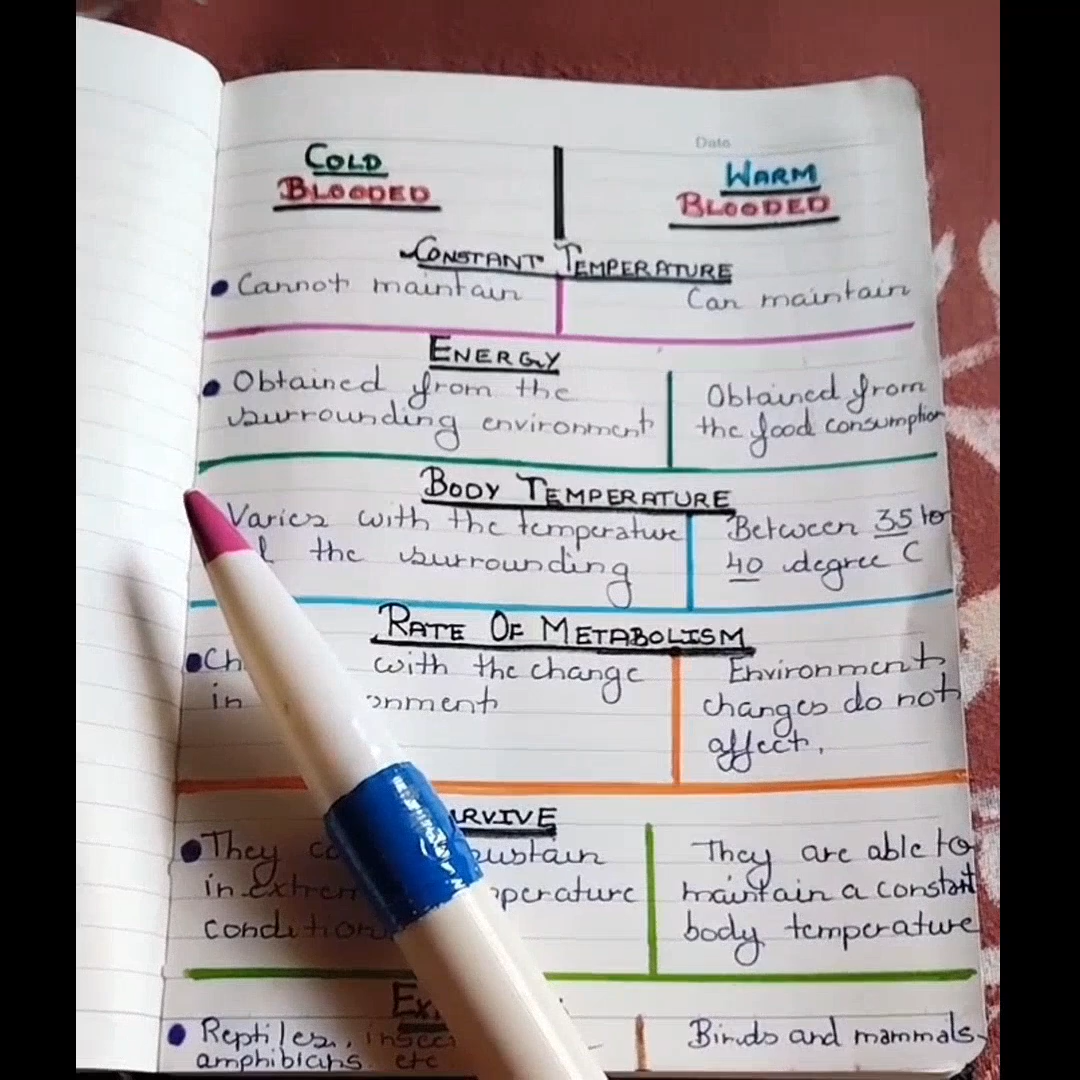 Date
COLD
BLOODED
WARM
BLOODED
CONSTANT TEMPERATURE
Cannot maintain
Can maintain
ENERGY
Obtained from the
surrounding environment
Obtained from
the food consumption
BODY TEMPERATURE
Varies with the temperature
the surrounding
Between 35 to
40 degree C
RATE OF METABOLISM
with the change
in
Environment
changes do not
affect.
They
in
condition
They are able to
maintain a constant
body temperature
Reptiles,
amphibians etc
Birds and mammals